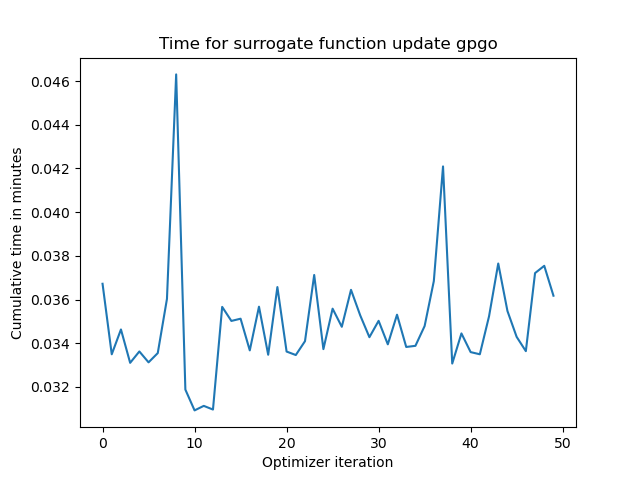 Time for surrogate function update gpgo
Cumulative time in minutes
0.046
0.044
0.042
0.040
0.038
0.036
0.034
0.032
0 10 20 30 40 50
Optimizer iteration